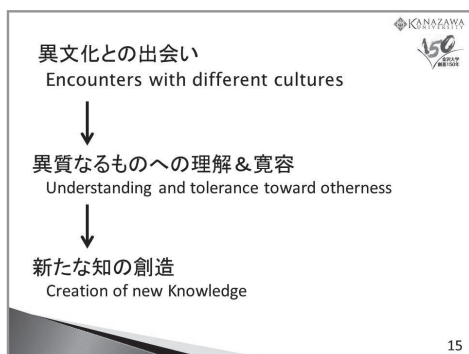 KANAZAWA
UNIVERSITY
150
金沢大学
創基150年
異文化との出会い
Encounters with different cultures
異質なるものへの理解＆寛容
Understanding and tolerance toward otherness
新たな知の創造
Creation of new Knowledge
15